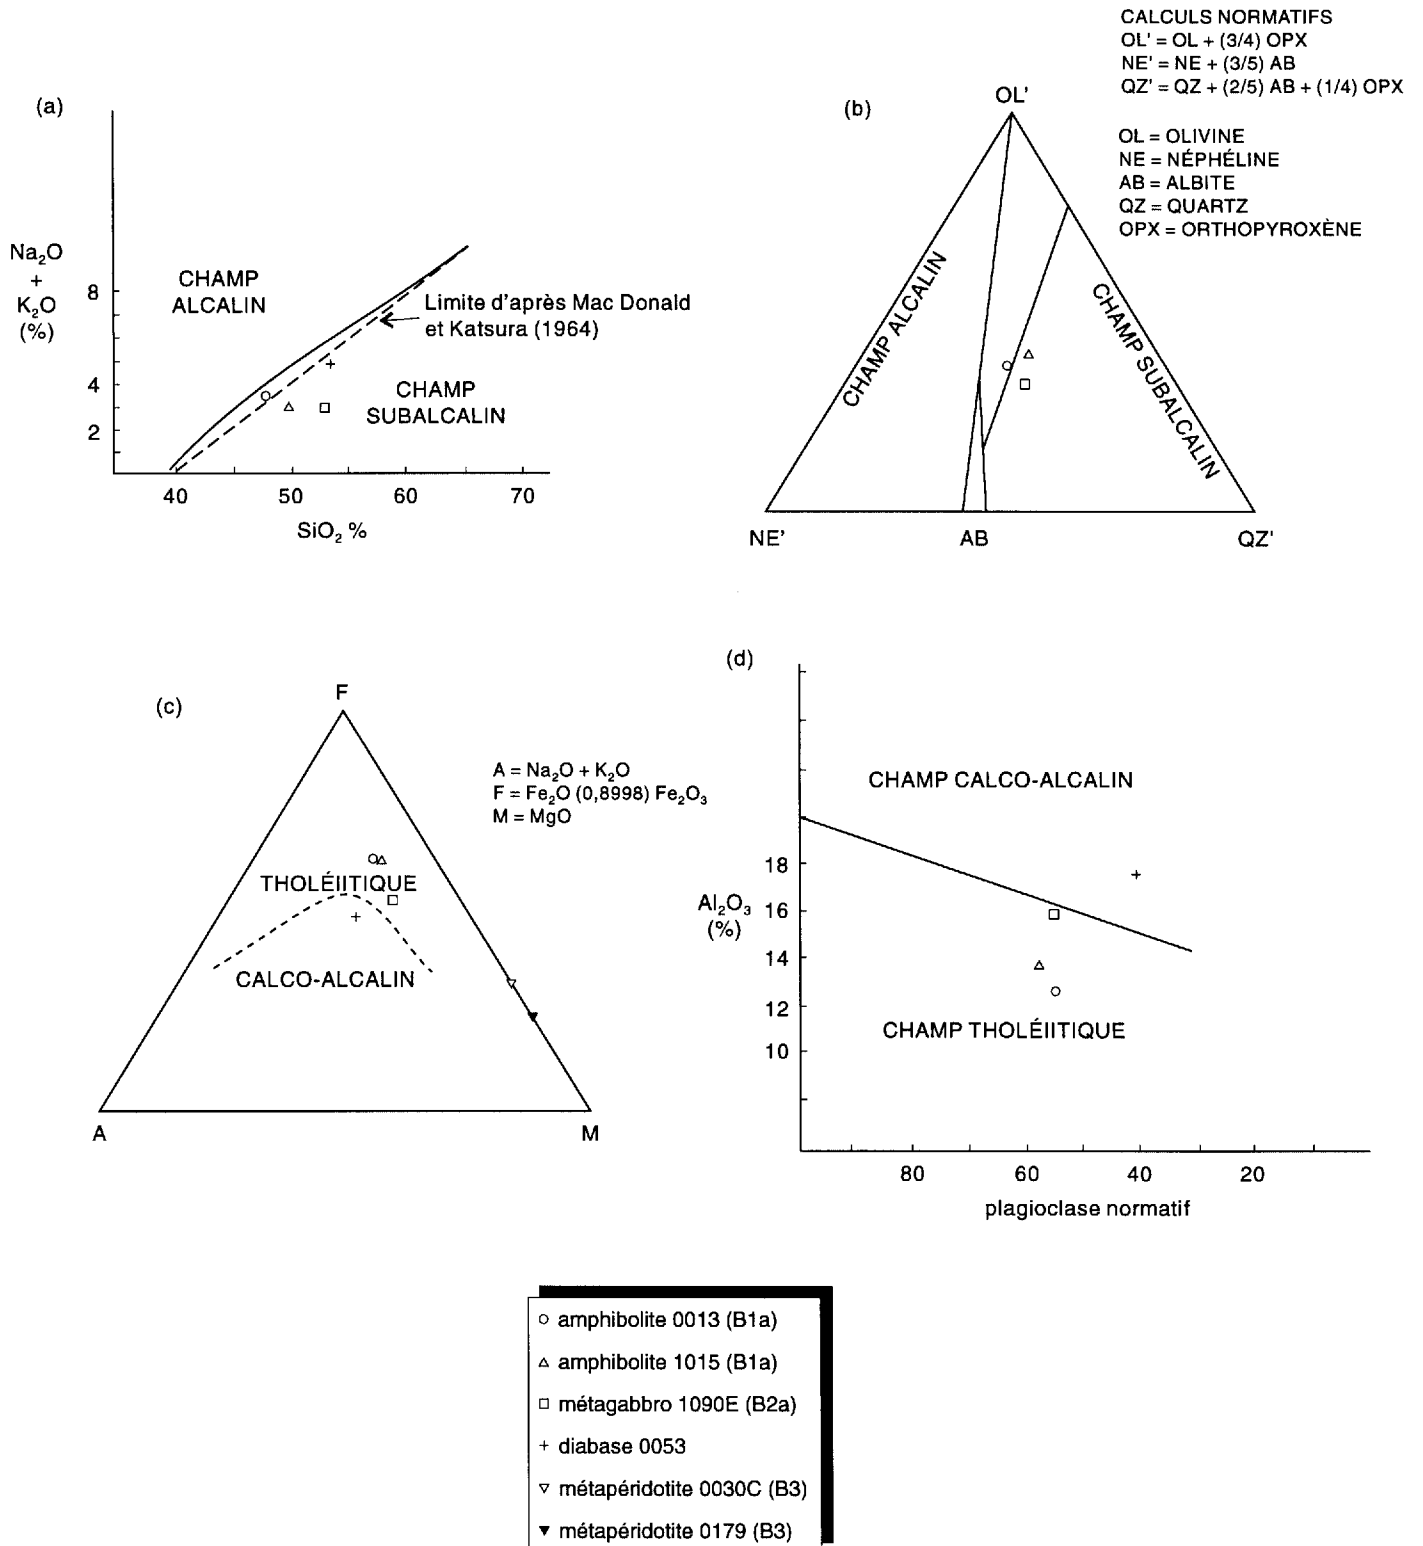 CALCULS NORMATIFS
OL' = OL + (3/4) OPX
NE' = NE + (3/5) AB
QZ' = QZ + (2/5) AB + (1/4) OPX
OL = OLIVINE
NE = NÉPHÉLINE
AB = ALBITE
QZ = QUARTZ
OPX = ORTHOPYROXÈNE
(a)
Na₂O
+
K₂O
(%)
8
4
2
CHAMP
ALCALIN
Limite d'après Mac Donald
et Katsura (1964)
CHAMP
SUBALCALIN
40 50 60 70
SiO₂ %
(b)
OL'
CHAMP ALCALIN
CHAMP SUBALCALIN
NE' AB QZ'
(c)
F
A = Na₂O + K₂O
F = Fe₂O (0,8998) Fe₂O₃
M = MgO
THOLÉIITIQUE
CALCO-ALCALIN
A M
(d)
CHAMP CALCO-ALCALIN
Al₂O₃
(%)
18
16
14
12
10
CHAMP THOLÉIITIQUE
80 60 40 20
plagioclase normatif
amphibolite 0013 (B1a)
amphibolite 1015 (B1a)
métagabbro 1090E (B2a)
diabase 0053
métapéridotite 0030C (B3)
métapéridotite 0179 (B3)